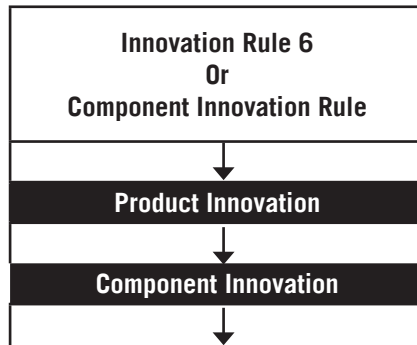 Innovation Rule 6
Or
Component Innovation Rule
Product Innovation
Component Innovation